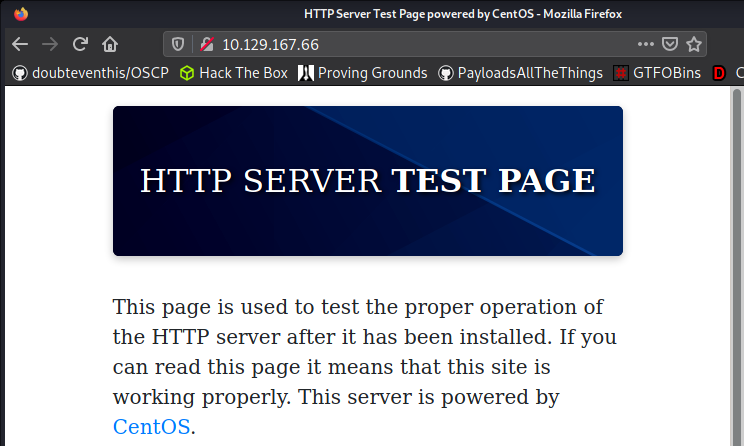 HTTP Server Test Page powered by CentOS - Mozilla Firefox
10.129.167.66
doubteventhis/OSCP Hack The Box Proving Grounds PayloadsAllTheThings GTFOBins C
HTTP SERVER TEST PAGE
This page is used to test the proper operation of
the HTTP server after it has been installed. If you
can read this page it means that this site is
working properly. This server is powered by
CentOS.